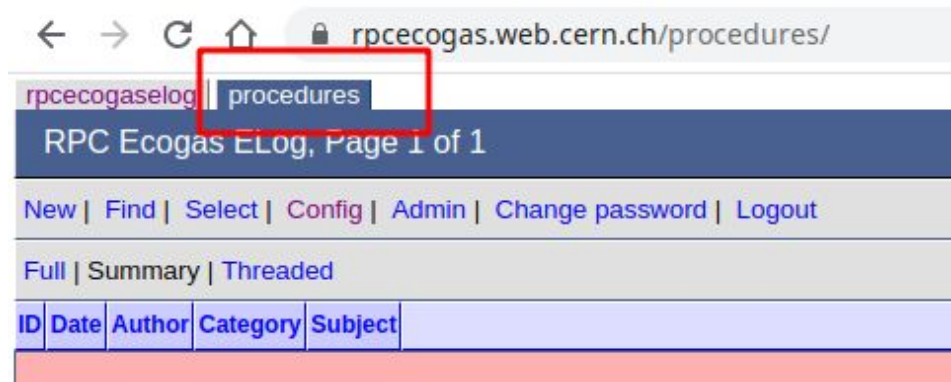 rpcecogas.web.cern.ch/procedures/
rpcecogaselog procedures
RPC Ecogas ELog, Page 1 of 1
New | Find | Select | Config | Admin | Change password | Logout
Full | Summary | Threaded
ID Date Author Category Subject